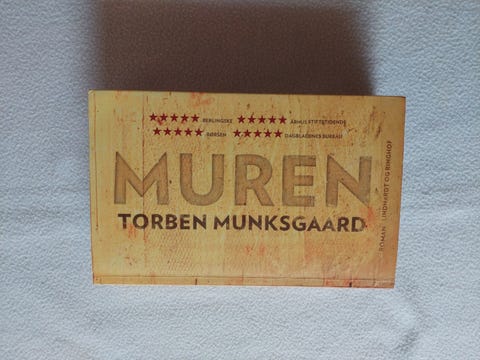 ★★★★★ BERLINGSKE ★★★★★ ÅRHUS STIFTSTIDENDE
★★★★★ BØRSEN ★★★★★ DAGBLADENES BUREAU
MUREN
TORBEN MUNKSGAARD
ROMAN LINDHARDT OG RINGHOF